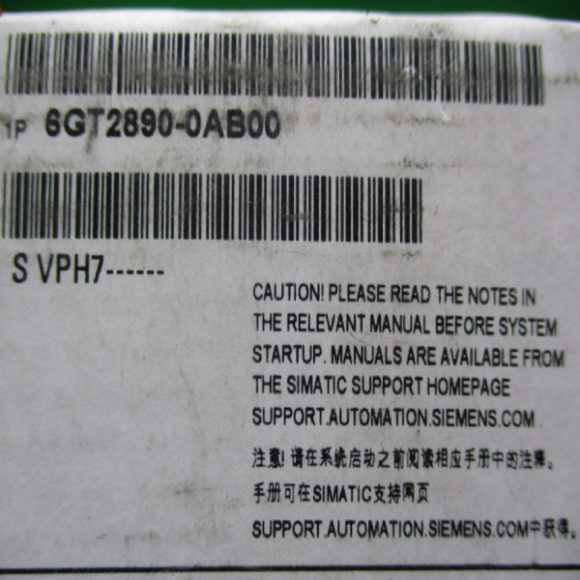 1P 6GT2890-0AB00
S VPH7------
CAUTION! PLEASE READ THE NOTES IN
THE RELEVANT MANUAL BEFORE SYSTEM
STARTUP. MANUALS ARE AVAILABLE FROM
THE SIMATIC SUPPORT HOMEPAGE
SUPPORT.AUTOMATION.SIEMENS.COM
注意! 请在系统启动之前阅读相应手册中的注释。
手册可在SIMATIC支持网页
SUPPORT.AUTOMATION.SIEMENS.COM中获得。